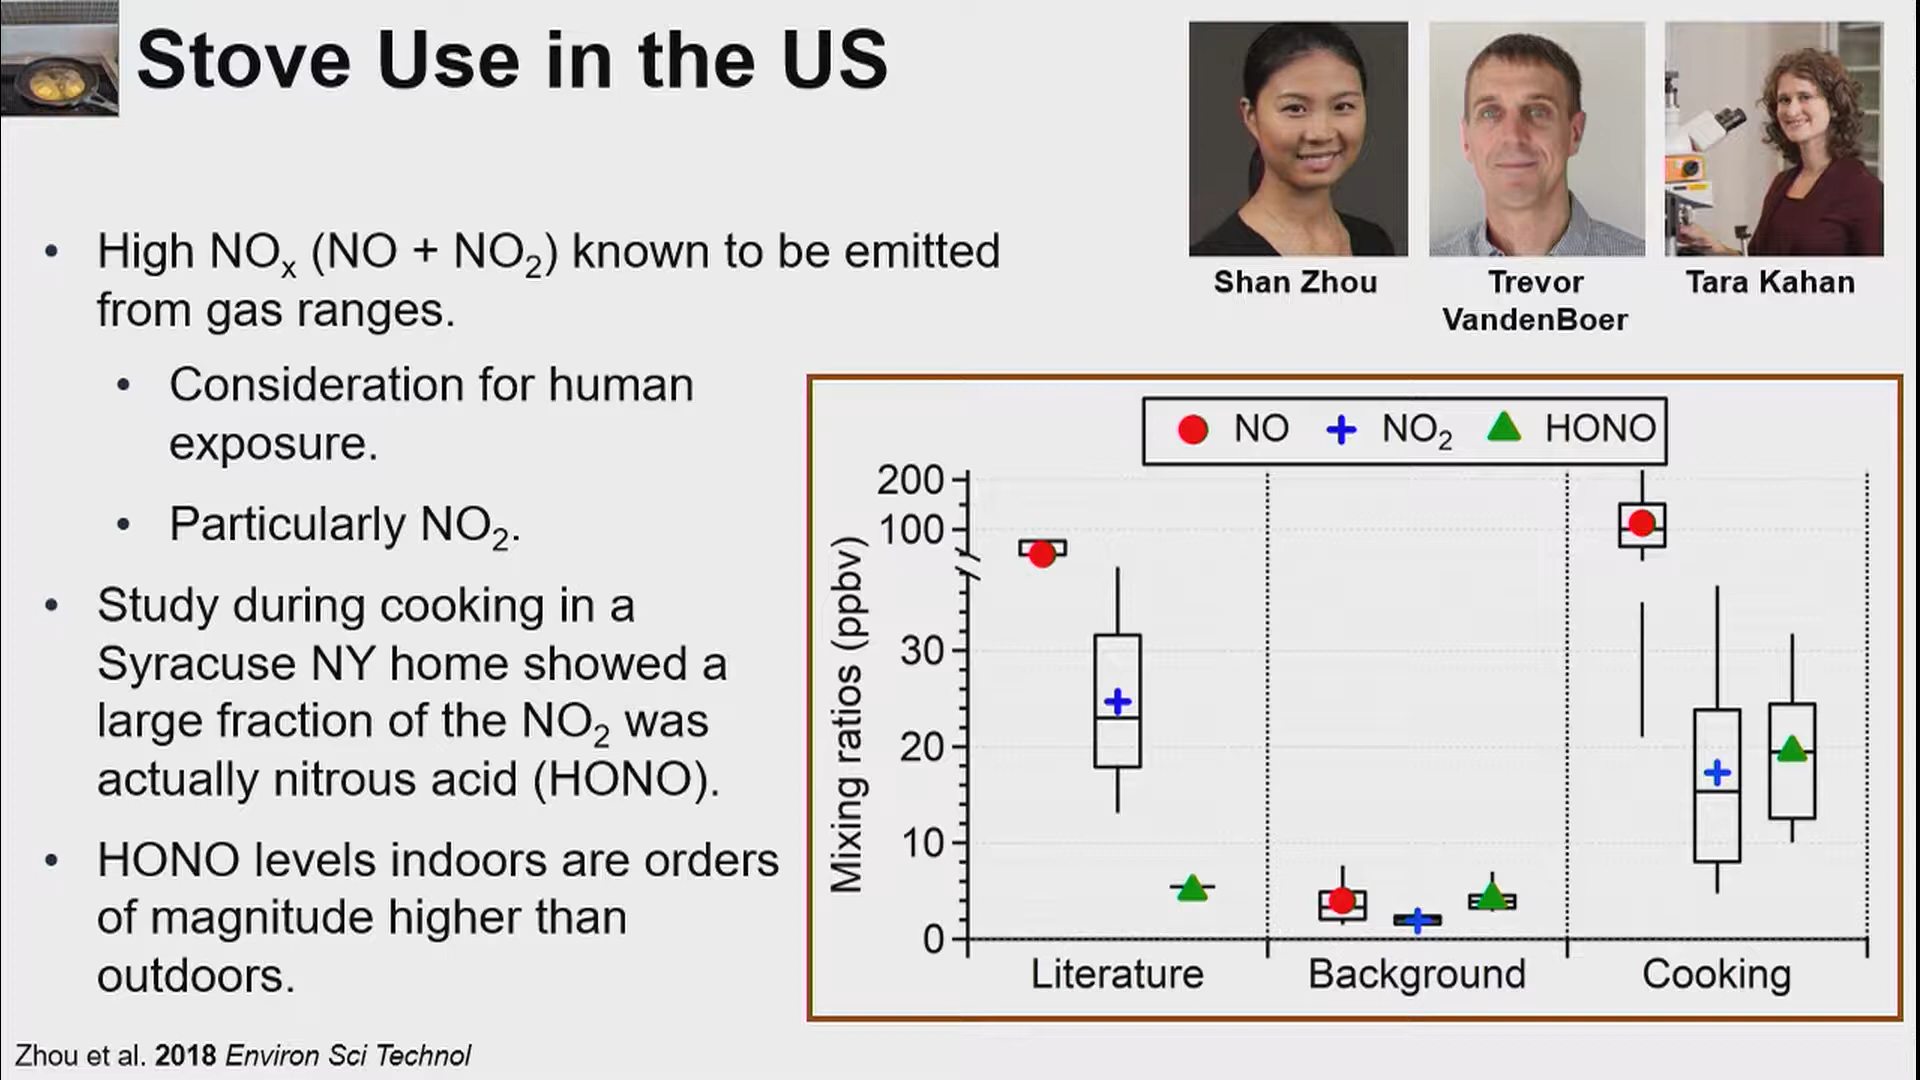 Stove Use in the US
Shan Zhou
Trevor
VandenBoer
Tara Kahan
• High NOₓ (NO + NO₂) known to be emitted
from gas ranges.
• Consideration for human
exposure.
• Particularly NO₂.
• Study during cooking in a
Syracuse NY home showed a
large fraction of the NO₂ was
actually nitrous acid (HONO).
• HONO levels indoors are orders
of magnitude higher than
outdoors.
NO NO₂ HONO
Mixing ratios (ppbv)
200
100
30
20
10
0
Literature Background Cooking
Zhou et al. 2018 Environ Sci Technol